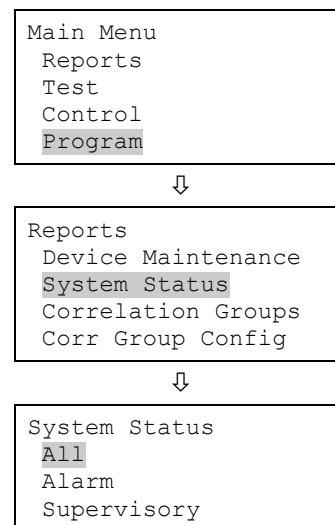 Main Menu
Reports
Test
Control
Program
⇩
Reports
Device Maintenance
System Status
Correlation Groups
Corr Group Config
⇩
System Status
All
Alarm
Supervisory